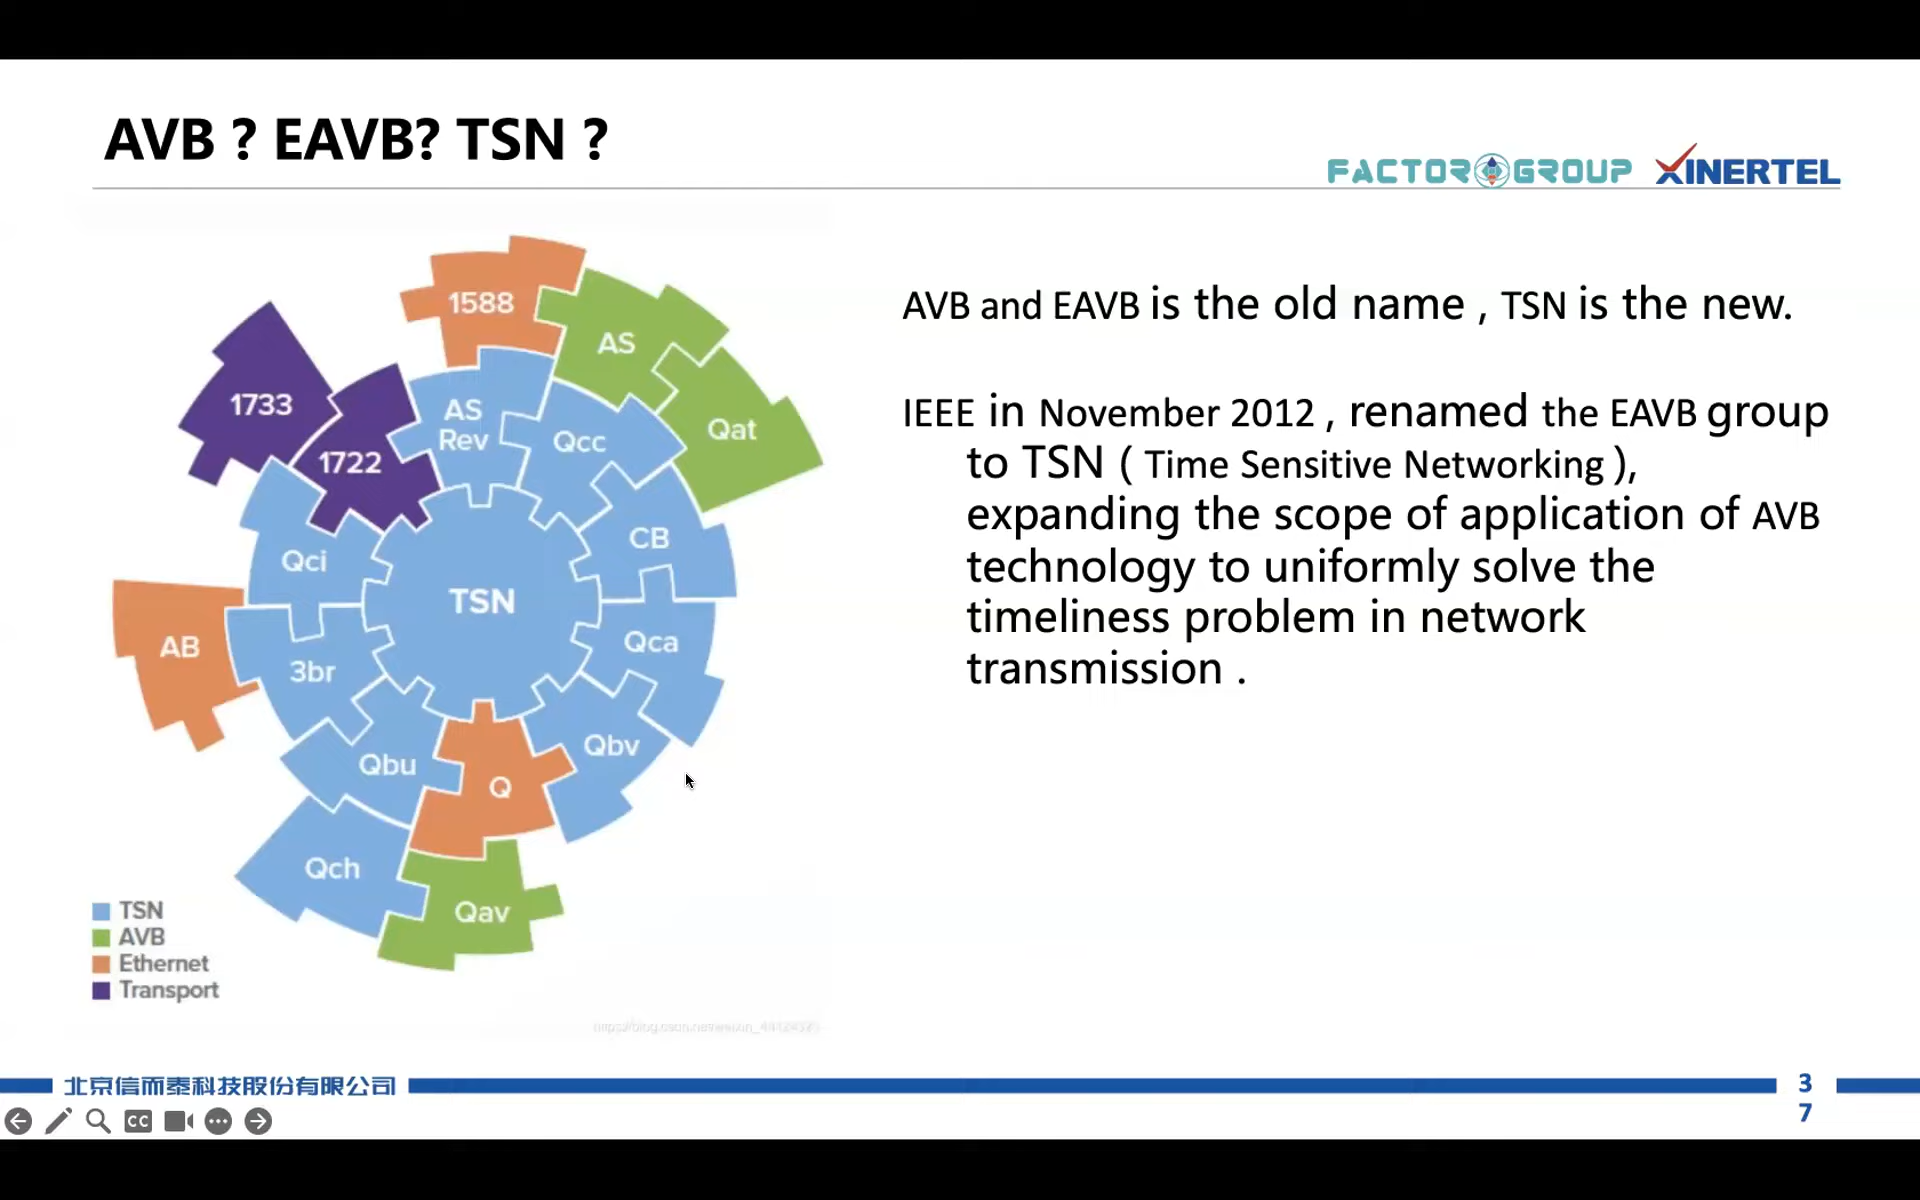 AVB ? EAVB? TSN ?
FACTOR GROUP XINERTEL
1588
AS
1733
AS
Rev
Qcc
Qat
1722
CB
Qci
TSN
Qca
AB
3br
Qbv
Qbu
Q
Qch
Qav
TSN
AVB
Ethernet
Transport
AVB and EAVB is the old name , TSN is the new.
IEEE in November 2012 , renamed the EAVB group
to TSN ( Time Sensitive Networking ),
expanding the scope of application of AVB
technology to uniformly solve the
timeliness problem in network
transmission .
北京信而泰科技股份有限公司
3
7
CC